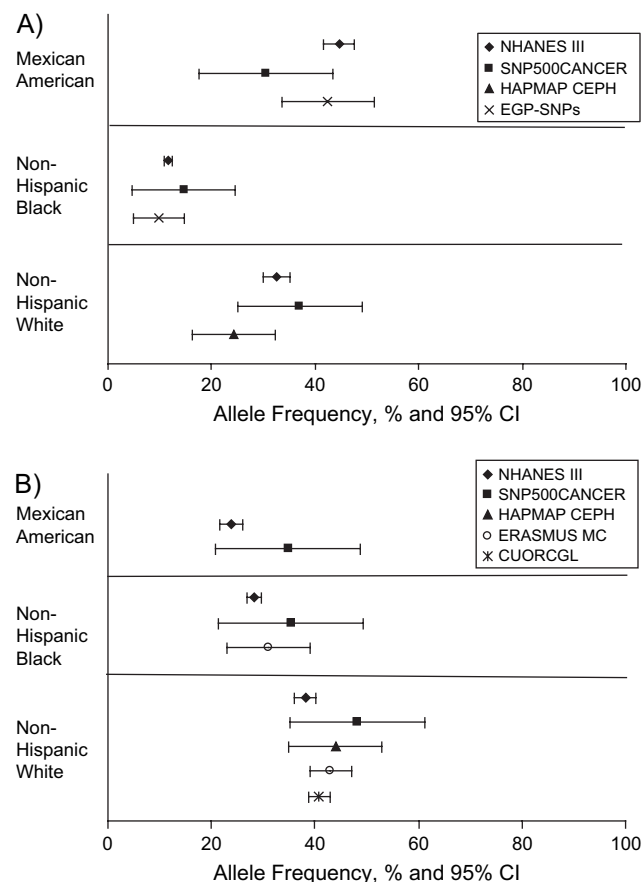 A)
NHANES III
SNP500CANCER
HAPMAP CEPH
EGP-SNPs
Mexican
American
Non-
Hispanic
Black
Non-
Hispanic
White
0 20 40 60 80 100
Allele Frequency, % and 95% CI
B)
NHANES III
SNP500CANCER
HAPMAP CEPH
ERASMUS MC
CUORCGL
Mexican
American
Non-
Hispanic
Black
Non-
Hispanic
White
0 20 40 60 80 100
Allele Frequency, % and 95% CI